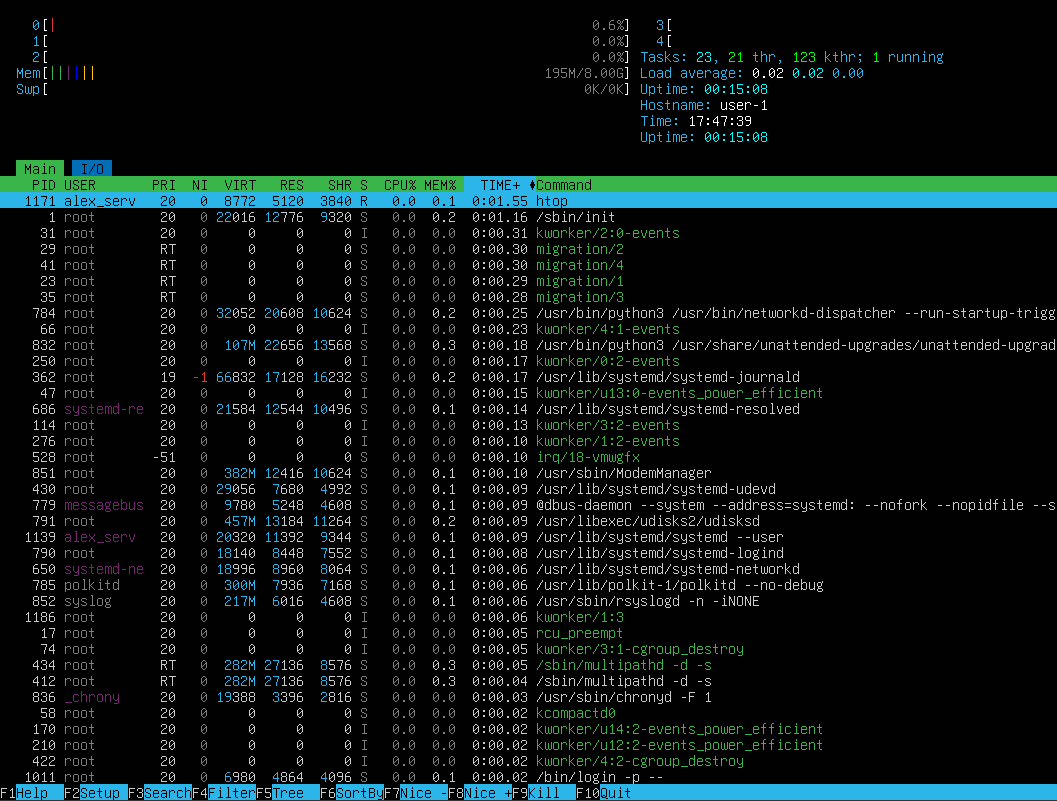 0[| 0.6%] 3[
1[ 0.0%] 4[
2[ 0.0%] Tasks: 23, 21 thr, 123 kthr; 1 running
Mem[|||||| 195M/8.00G] Load average: 0.02 0.02 0.00
Swp[ 0K/0K] Uptime: 00:15:08
Hostname: user-1
Time: 17:47:39
Uptime: 00:15:08
Main I/O
PID USER PRI NI VIRT RES SHR S CPU% MEM% TIME+ Command
1171 alex_serv 20 0 8772 5120 3840 R 0.0 0.1 0:01.55 htop
1 root 20 0 22016 12776 9320 S 0.0 0.2 0:01.16 /sbin/init
31 root 20 0 0 0 0 I 0.0 0.0 0:00.31 kworker/2:0-events
29 root RT 0 0 0 0 S 0.0 0.0 0:00.30 migration/2
41 root RT 0 0 0 0 S 0.0 0.0 0:00.30 migration/4
23 root RT 0 0 0 0 S 0.0 0.0 0:00.29 migration/1
35 root RT 0 0 0 0 S 0.0 0.0 0:00.28 migration/3
784 root 20 0 32052 20608 10624 S 0.0 0.2 0:00.25 /usr/bin/python3 /usr/bin/networkd-dispatcher --run-startup-trigg
66 root 20 0 0 0 0 I 0.0 0.0 0:00.23 kworker/4:1-events
832 root 20 0 107M 22656 13568 S 0.0 0.3 0:00.18 /usr/bin/python3 /usr/share/unattended-upgrades/unattended-upgrad
250 root 20 0 0 0 0 I 0.0 0.0 0:00.17 kworker/0:2-events
362 root 19 -1 66832 17128 16232 S 0.0 0.2 0:00.17 /usr/lib/systemd/systemd-journald
47 root 20 0 0 0 0 I 0.0 0.0 0:00.15 kworker/u13:0-events_power_efficient
686 systemd-re 20 0 21584 12544 10496 S 0.0 0.1 0:00.14 /usr/lib/systemd/systemd-resolved
114 root 20 0 0 0 0 I 0.0 0.0 0:00.13 kworker/3:2-events
276 root 20 0 0 0 0 I 0.0 0.0 0:00.10 kworker/1:2-events
528 root -51 0 0 0 0 S 0.0 0.0 0:00.10 irq/18-vmwgfx
851 root 20 0 382M 12416 10624 S 0.0 0.1 0:00.10 /usr/sbin/ModemManager
430 root 20 0 29056 7680 4992 S 0.0 0.1 0:00.09 /usr/lib/systemd/systemd-udevd
779 messagebus 20 0 9780 5248 4608 S 0.0 0.1 0:00.09 @dbus-daemon --system --address=systemd: --nofork --nopidfile --s
791 root 20 0 457M 13184 11264 S 0.0 0.2 0:00.09 /usr/libexec/udisks2/udisksd
1139 alex_serv 20 0 20320 11392 9344 S 0.0 0.1 0:00.09 /usr/lib/systemd/systemd --user
790 root 20 0 18140 8448 7552 S 0.0 0.1 0:00.08 /usr/lib/systemd/systemd-logind
650 systemd-ne 20 0 18996 8960 8064 S 0.0 0.1 0:00.06 /usr/lib/systemd/systemd-networkd
785 polkitd 20 0 300M 7936 7168 S 0.0 0.1 0:00.06 /usr/lib/polkit-1/polkitd --no-debug
852 syslog 20 0 217M 6016 4608 S 0.0 0.1 0:00.06 /usr/sbin/rsyslogd -n -iNONE
1186 root 20 0 0 0 0 I 0.0 0.0 0:00.06 kworker/1:3
17 root 20 0 0 0 0 I 0.0 0.0 0:00.05 rcu_preempt
74 root 20 0 0 0 0 I 0.0 0.0 0:00.05 kworker/3:1-cgroup_destroy
434 root RT 0 282M 27136 8576 S 0.0 0.3 0:00.05 /sbin/multipathd -d -s
412 root RT 0 282M 27136 8576 S 0.0 0.3 0:00.04 /sbin/multipathd -d -s
836 _chrony 20 0 19388 3396 2816 S 0.0 0.0 0:00.03 /usr/sbin/chronyd -F 1
58 root 20 0 0 0 0 S 0.0 0.0 0:00.02 kcompactd0
170 root 20 0 0 0 0 I 0.0 0.0 0:00.02 kworker/u14:2-events_power_efficient
210 root 20 0 0 0 0 I 0.0 0.0 0:00.02 kworker/u12:2-events_power_efficient
422 root 20 0 0 0 0 I 0.0 0.0 0:00.02 kworker/4:2-cgroup_destroy
1011 root 20 0 6980 4864 4096 S 0.0 0.1 0:00.02 /bin/login -p --
F1Help F2Setup F3SearchF4FilterF5Tree F6SortByF7Nice -F8Nice +F9Kill F10Quit